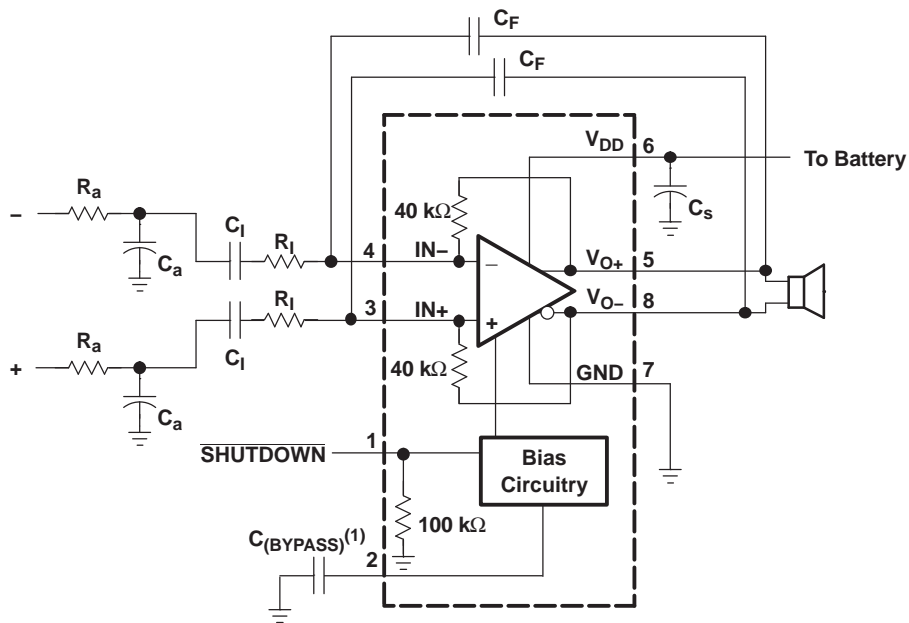 C_F
C_F
V_DD 6
To Battery
R_a
–
40 kΩ
C_s
C_I
R_I
4 IN–
–
V_O+ 5
C_a
R_I
3 IN+
+
V_O– 8
R_a
C_I
+
40 kΩ
GND 7
C_a
SHUTDOWN 1
Bias
Circuitry
100 kΩ
C_(BYPASS)^(1)
2